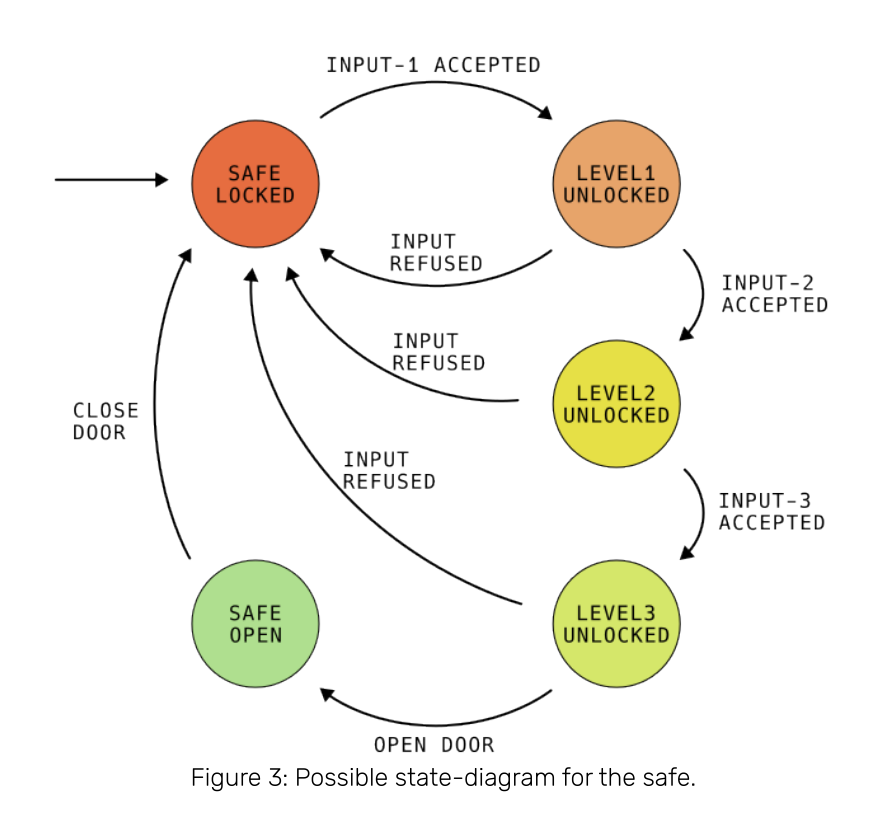 INPUT-1 ACCEPTED
SAFE
LOCKED
LEVEL1
UNLOCKED
INPUT
REFUSED
INPUT-2
ACCEPTED
INPUT
REFUSED
LEVEL2
UNLOCKED
CLOSE
DOOR
INPUT
REFUSED
INPUT-3
ACCEPTED
SAFE
OPEN
LEVEL3
UNLOCKED
OPEN DOOR
Figure 3: Possible state-diagram for the safe.